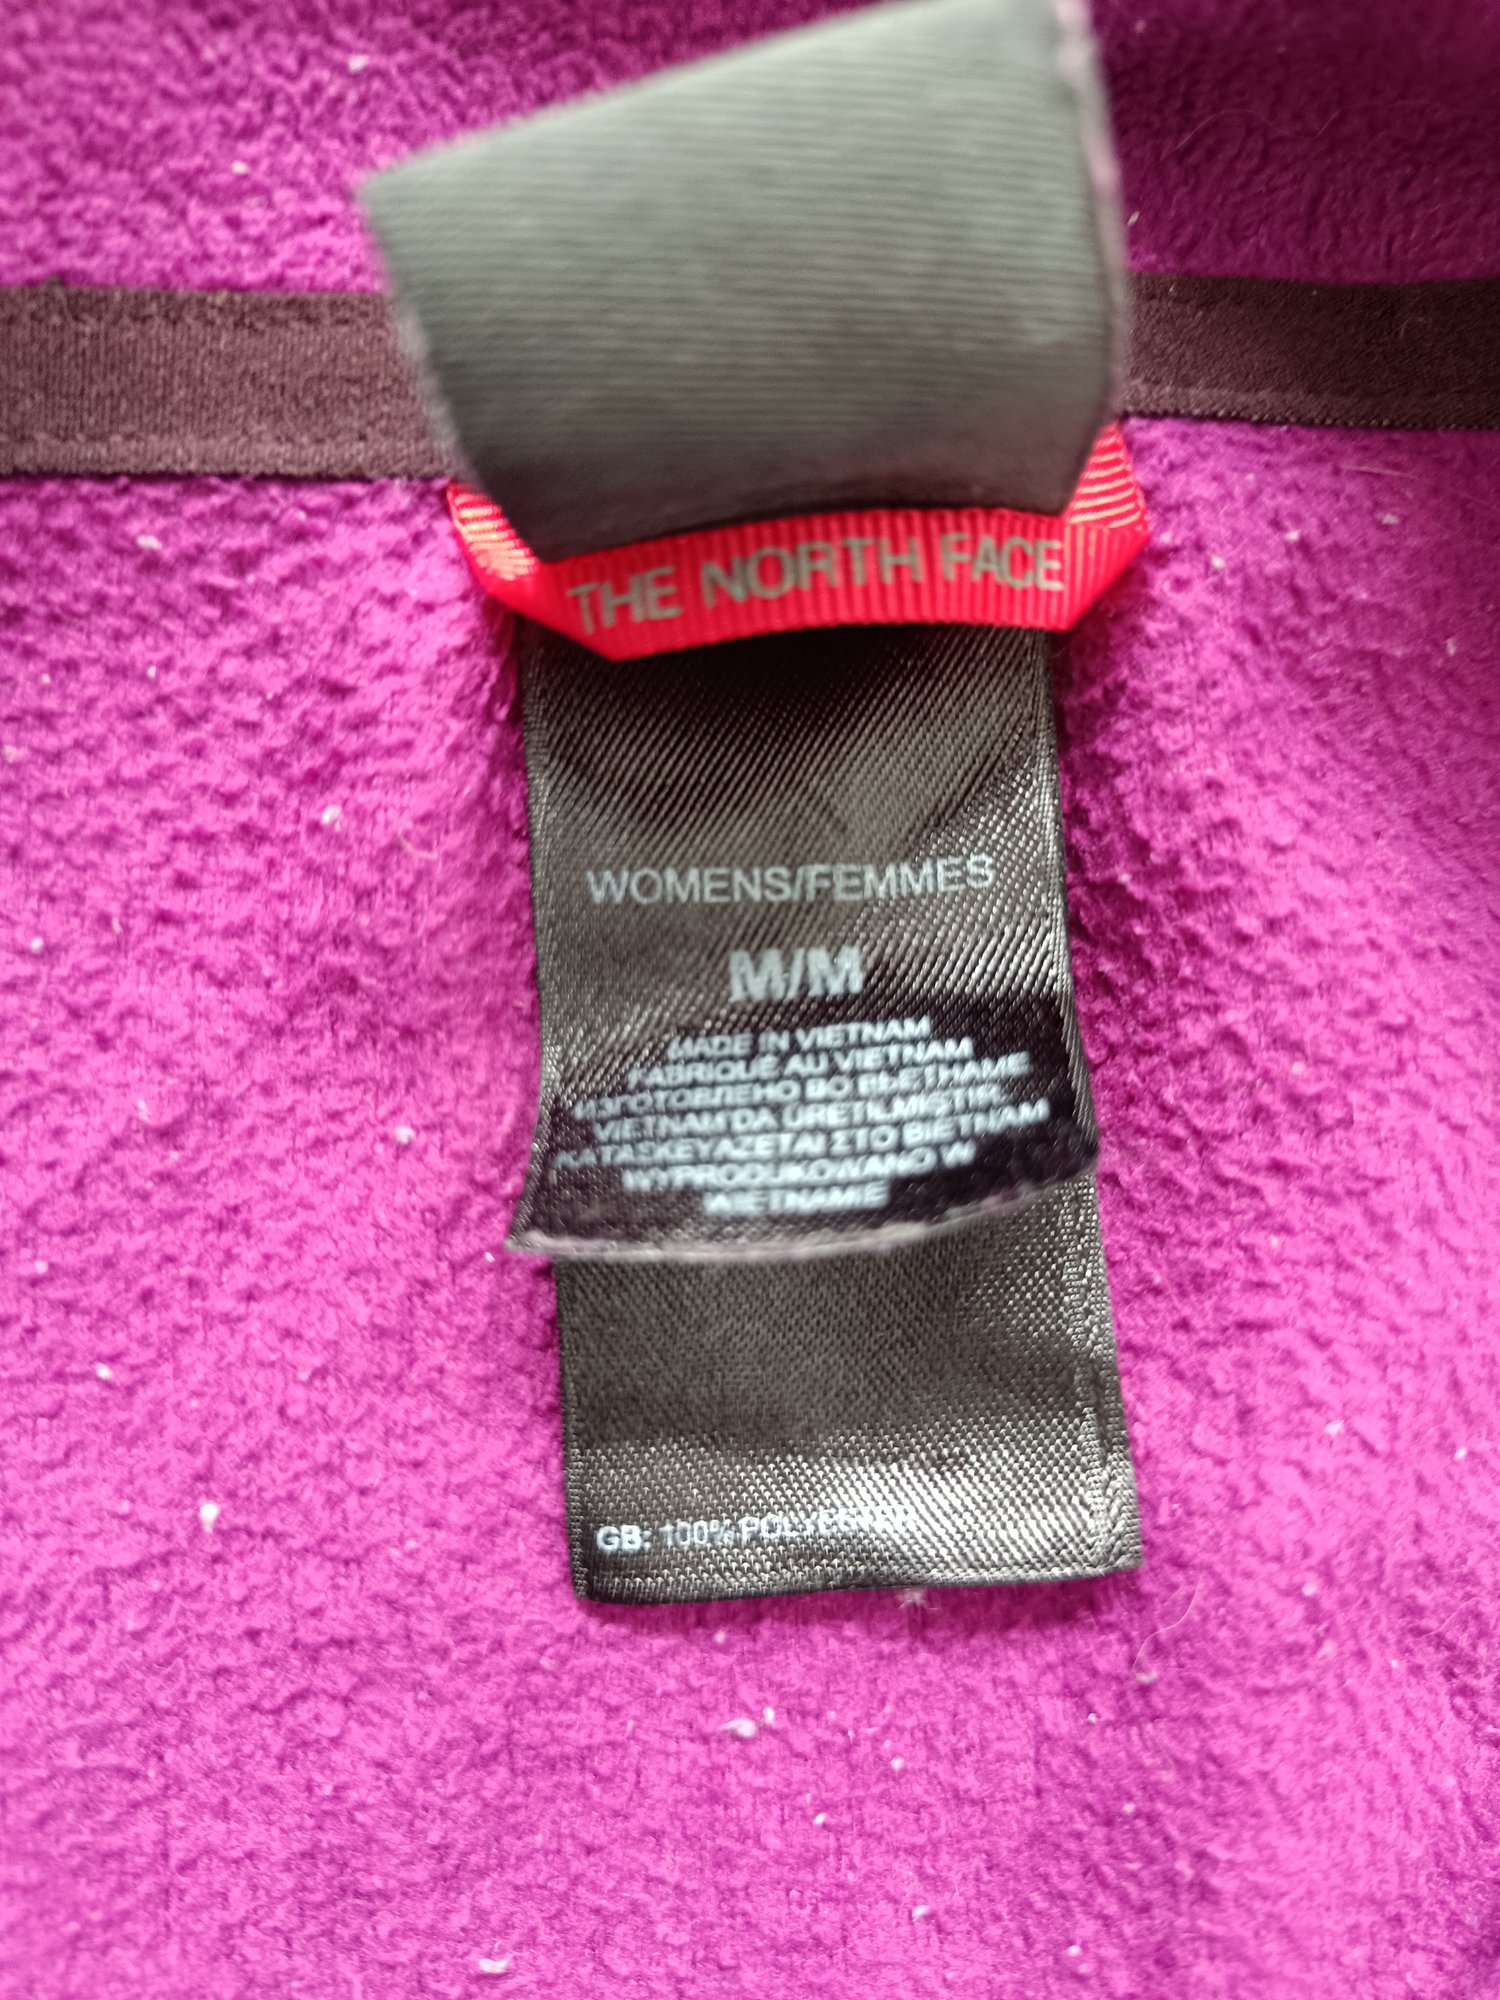 THE NORTH FACE
WOMENS/FEMMES
M/M
MADE IN VIETNAM
FABRIQUÉ AU VIETNAM
ИЗГОТОВЛЕНО ВО ВЬЕТНАМЕ
VIETNAM'DA ÜRETILMIŞTIR
ΚΑΤΑΣΚΕΥΑΖΕΤΑΙ ΣΤΟ ΒΙΕΤΝΑΜ
WYPRODUKOWANO W
WIETNAMIE
GB: 100% POLYESTER